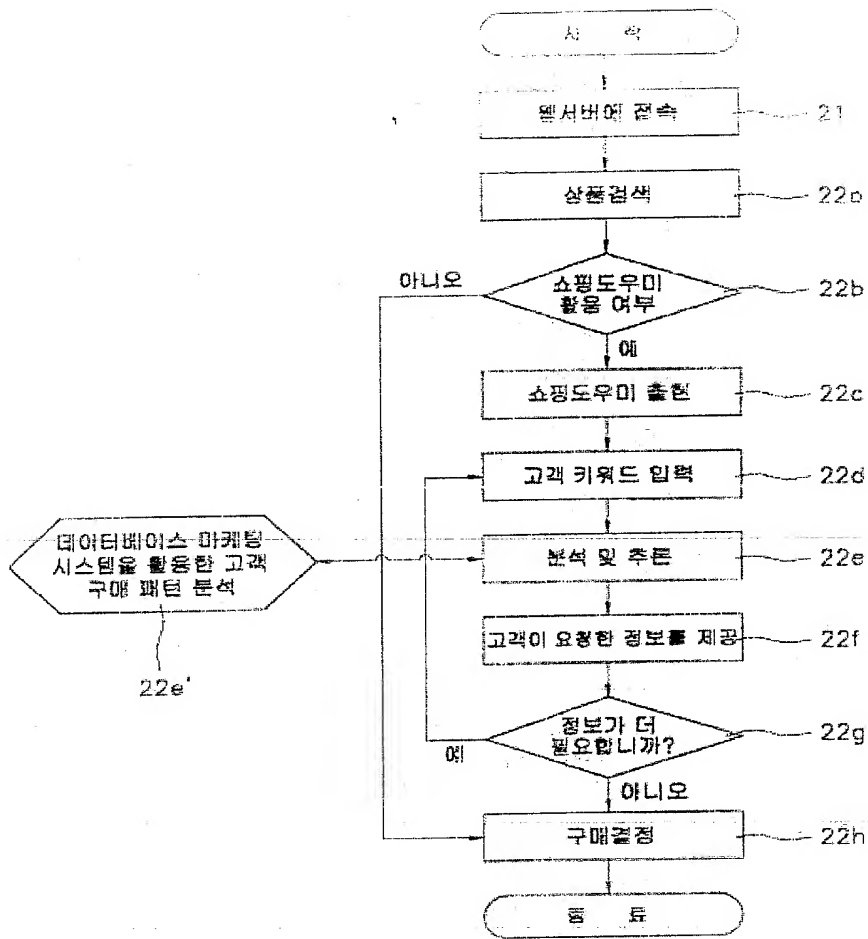 시 작
웹서버에 접속
21
상품검색
22a
쇼핑도우미
활용 여부
22b
아니오
예
쇼핑도우미 출현
22c
고객 키워드 입력
22d
데이터베이스 마케팅
시스템을 활용한 고객
구매 패턴 분석
22e'
분석 및 추론
22e
고객이 요청한 정보를 제공
22f
정보가 더
필요합니까?
22g
예
아니오
구매결정
22h
종 료